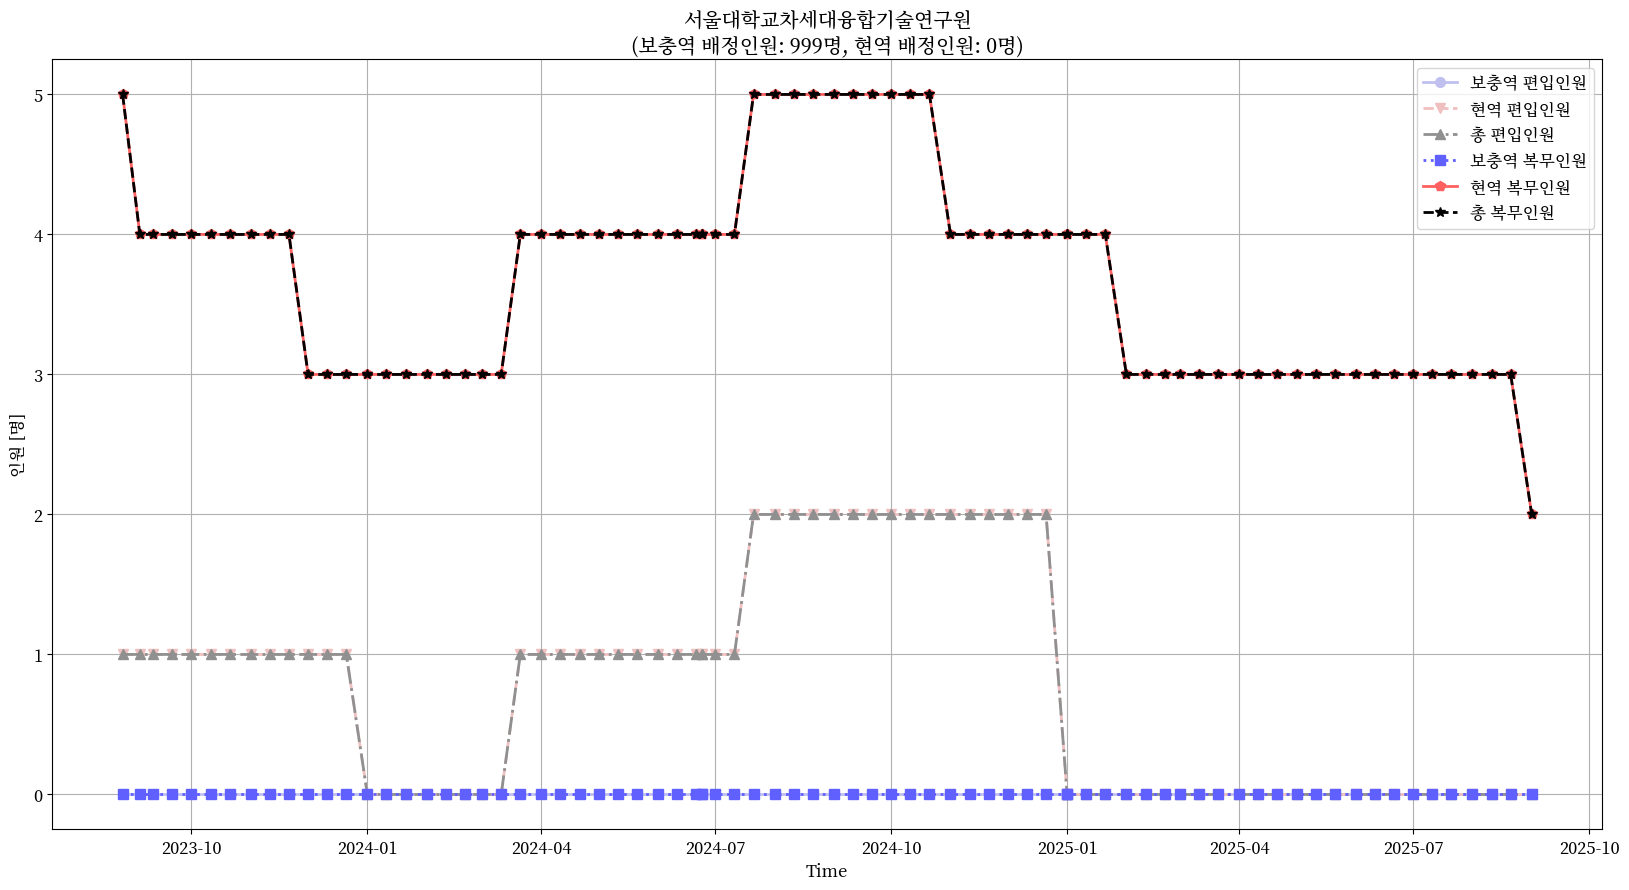 서울대학교차세대융합기술연구원
(보충역 배정인원: 999명, 현역 배정인원: 0명)
보충역 편입인원
현역 편입인원
총 편입인원
보충역 복무인원
현역 복무인원
총 복무인원
인원 [명]
5
4
3
2
1
0
2023-10
2024-01
2024-04
2024-07
2024-10
2025-01
2025-04
2025-07
2025-10
Time